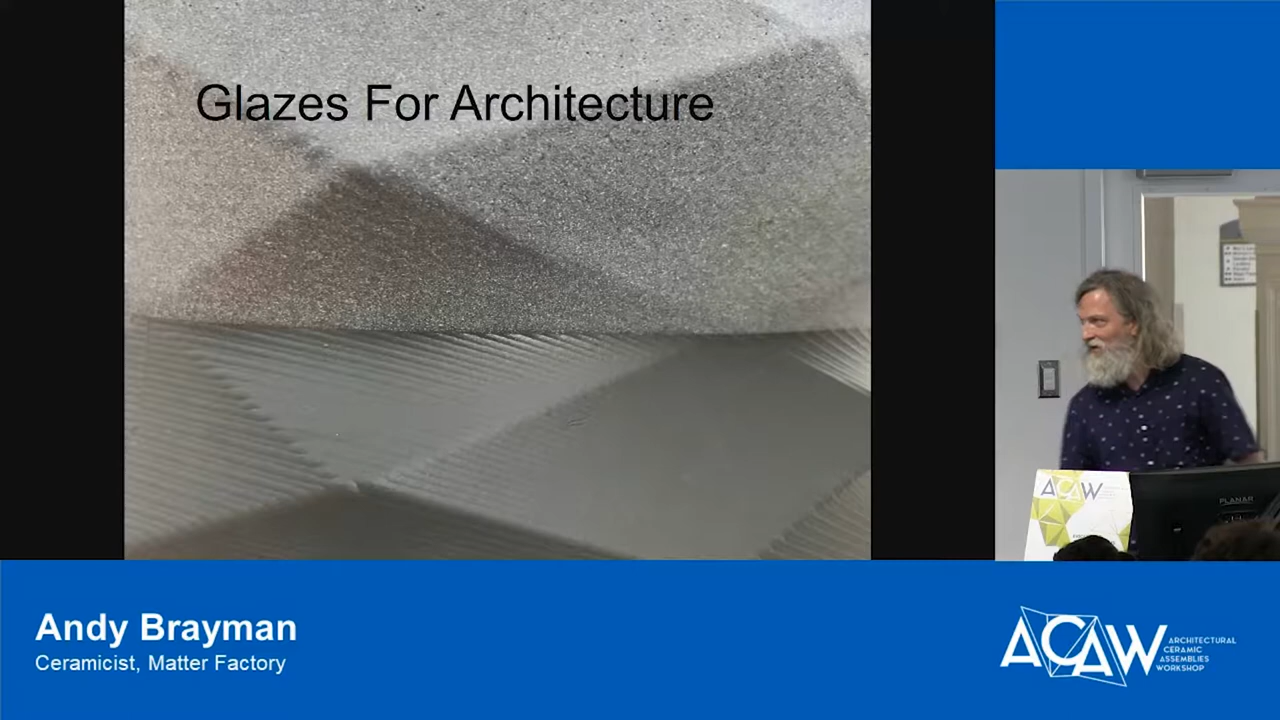 Glazes For Architecture
ACAW
PLANAR
Andy Brayman
Ceramicist, Matter Factory
ACAW
ARCHITECTURAL
CERAMIC
ASSEMBLIES
WORKSHOP